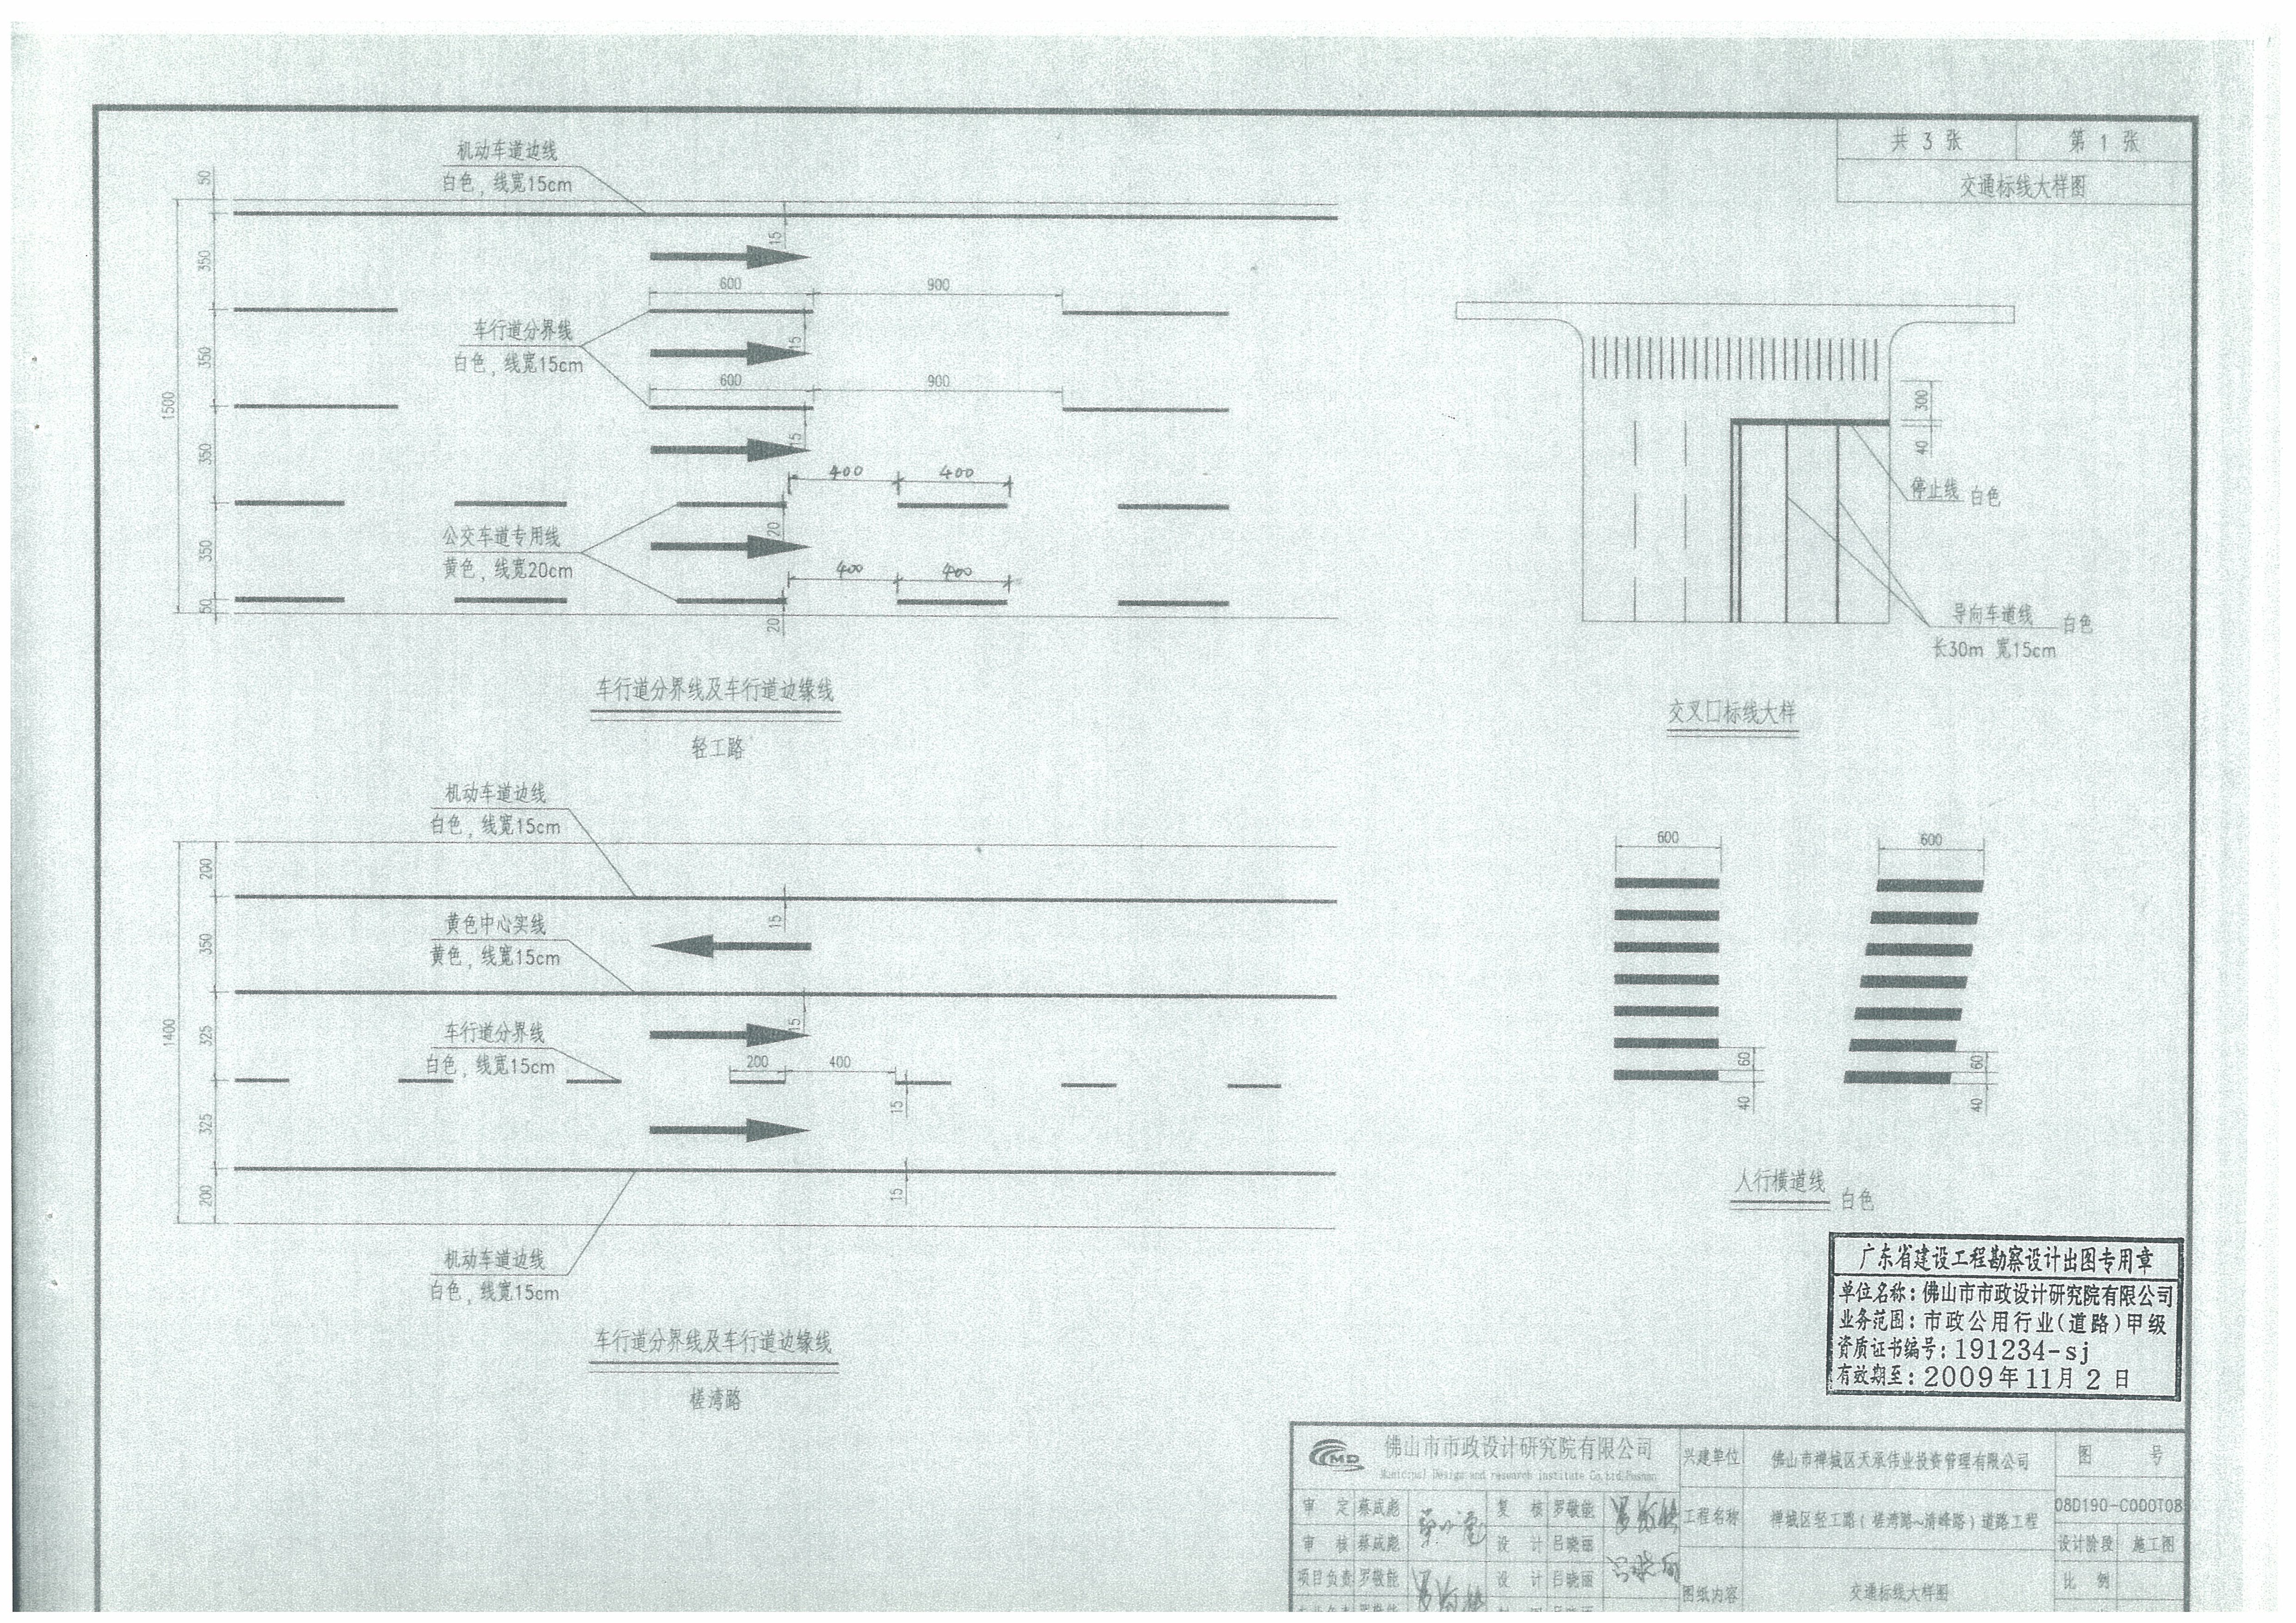 共 3 张
第 1 张
交通标线大样图
机动车道边线
白色，线宽15cm
50
350
350
350
350
50
1500
15
600
900
车行道分界线
白色，线宽15cm
15
600
900
15
400
400
公交车道专用线
黄色，线宽20cm
20
400
400
20
车行道分界线及车行道边缘线
轻工路
300
40
停止线 白色
导向车道线 白色
长30m 宽15cm
交叉口标线大样
机动车道边线
白色，线宽15cm
200
350
325
325
200
1400
15
黄色中心实线
黄色，线宽15cm
15
车行道分界线
白色，线宽15cm
200
400
15
15
机动车道边线
白色，线宽15cm
车行道分界线及车行道边缘线
槎湾路
600
600
60
40
60
40
人行横道线 白色
广东省建设工程勘察设计出图专用章
单位名称：佛山市市政设计研究院有限公司
业务范围：市政公用行业(道路)甲级
资质证书编号：191234-sj
有效期至：2009年11月2日
CMD
佛山市市政设计研究院有限公司
Municipal Design and research institute Co.Ltd.Foshan
兴建单位
佛山市禅城区天承伟业投资管理有限公司
图 号
审 定 蔡成彪
复 核 罗敏能
工程名称
禅城区轻工路(槎湾路~清峰路)道路工程
08D190-C000T08
审 核 蔡成彪
设 计 吕晓丽
设计阶段 施工图
项目负责 罗敏能
设 计 吕晓丽
图纸内容
交通标线大样图
比 例